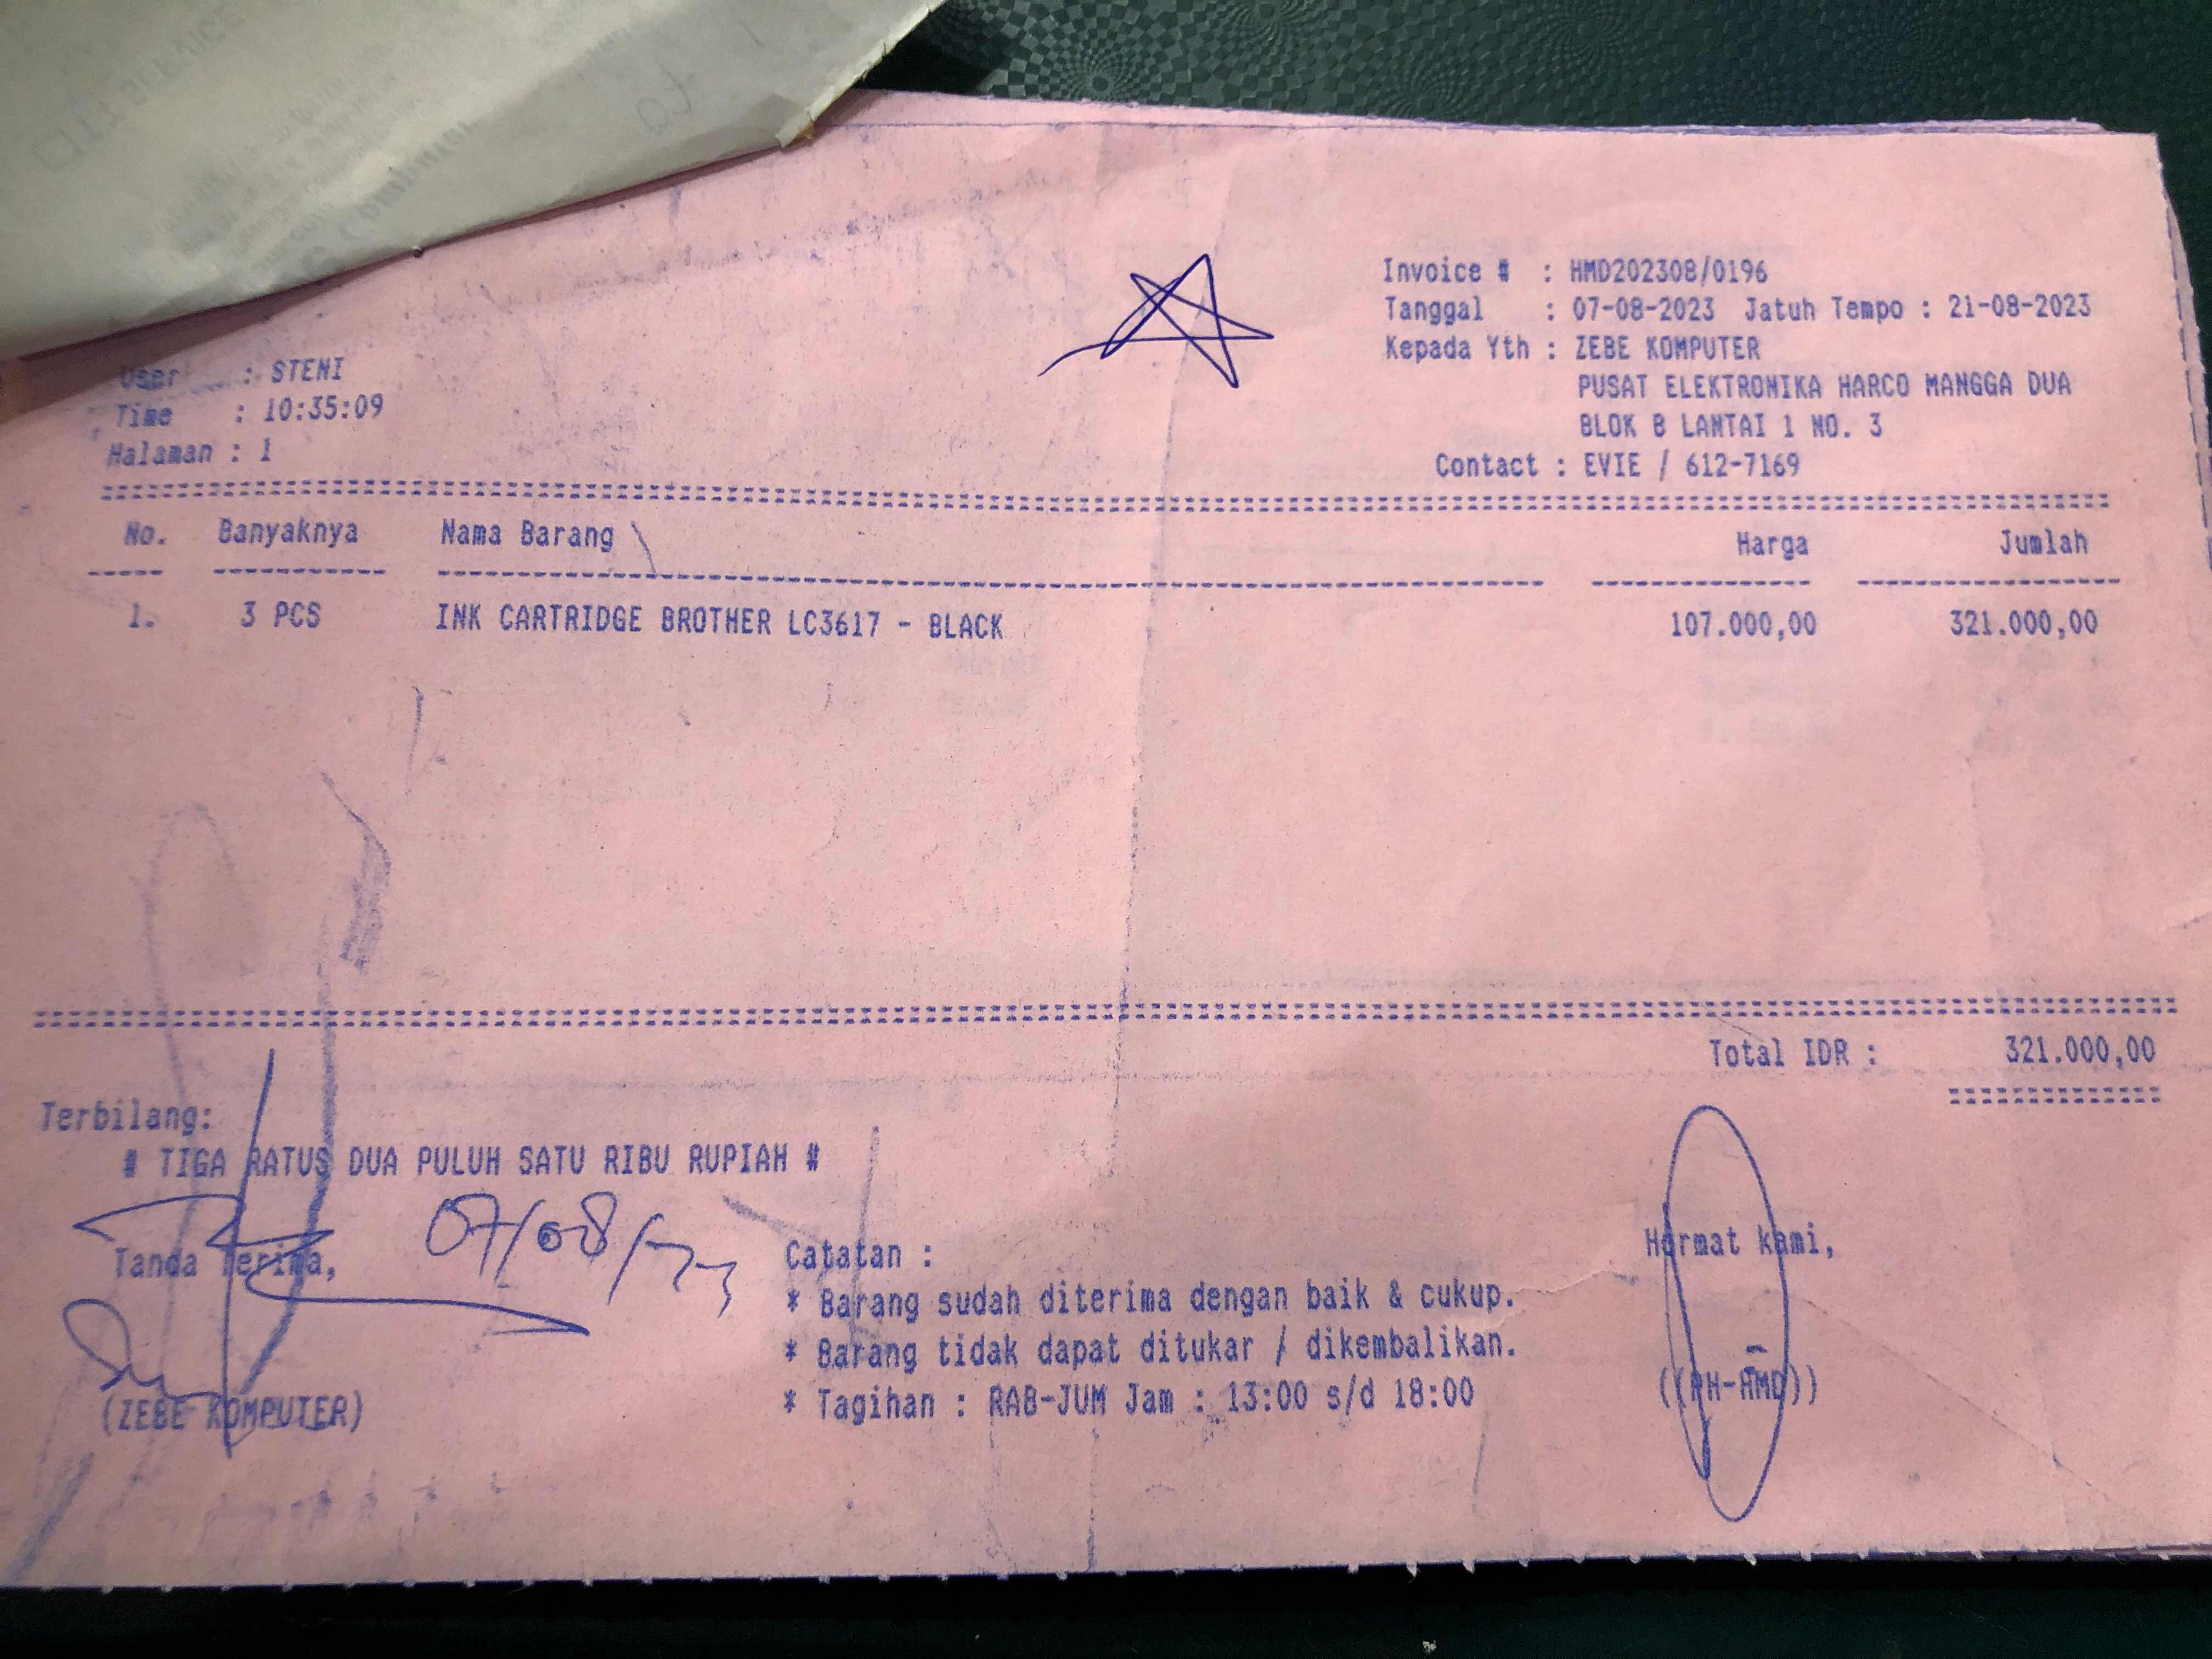 Invoice # : HMD202308/0196
Tanggal : 07-08-2023 Jatuh Tempo : 21-08-2023
Kepada Yth : ZEBE KOMPUTER
PUSAT ELEKTRONIKA HARCO MANGGA DUA
BLOK B LANTAI 1 NO. 3
Contact : EVIE / 612-7169
User : STENI
Time : 10:35:09
Halaman : 1
No. Banyaknya Nama Barang Harga Jumlah
1. 3 PCS INK CARTRIDGE BROTHER LC3617 - BLACK 107.000,00 321.000,00
Total IDR : 321.000,00
Terbilang:
# TIGA RATUS DUA PULUH SATU RIBU RUPIAH #
07/08/23
Tanda Terima,
(ZEBE KOMPUTER)
Catatan :
* Barang sudah diterima dengan baik & cukup.
* Barang tidak dapat ditukar / dikembalikan.
* Tagihan : RAB-JUM Jam : 13:00 s/d 18:00
Hormat kami,
((PH-HMD))